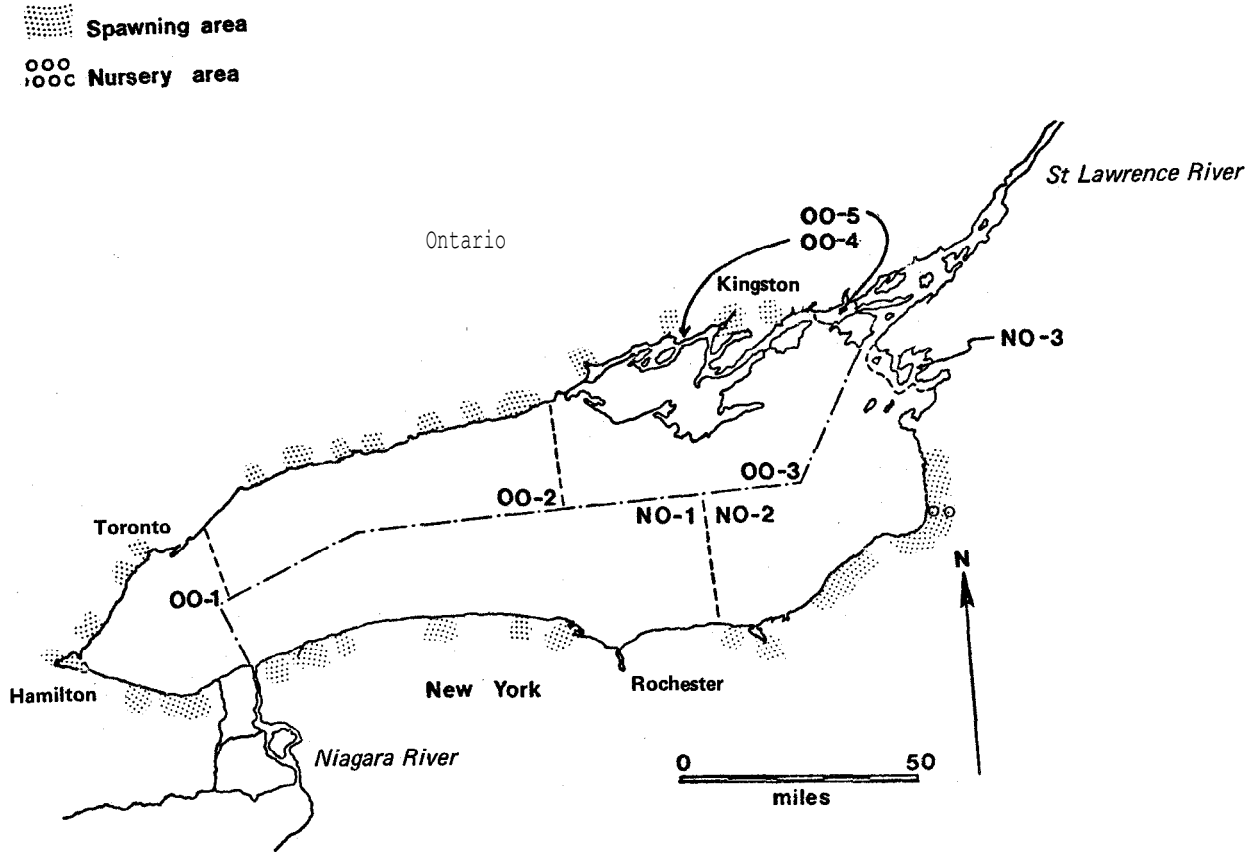 Spawning area
Nursery area
St Lawrence River
OO-5
OO-4
Ontario
Kingston
NO-3
OO-3
OO-2
NO-1
NO-2
Toronto
N
OO-1
Hamilton
New York
Rochester
Niagara River
0 50
miles